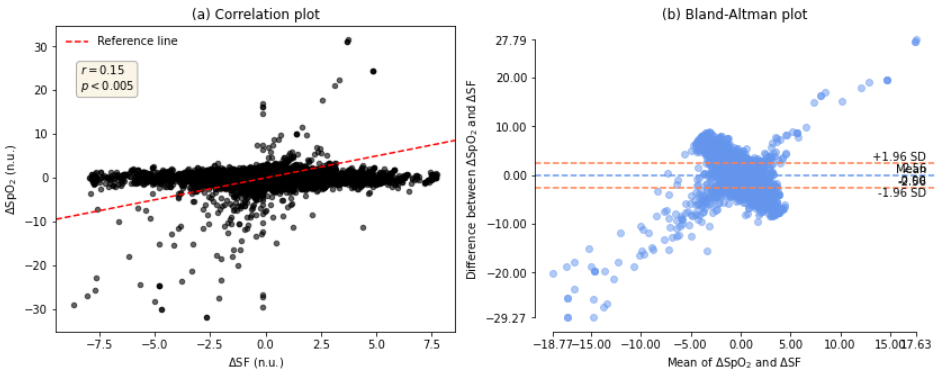 (a) Correlation plot
(b) Bland-Altman plot
Reference line
r = 0.15
p < 0.005
30
20
10
0
−10
−20
−30
−7.5 −5.0 −2.5 0.0 2.5 5.0 7.5
ΔSF (n.u.)
ΔSpO₂ (n.u.)
27.79
20.00
10.00
0.00
−10.00
−20.00
−29.27
Difference between ΔSpO₂ and ΔSF
+1.96 SD
Mean
-1.96 SD
−18.77 −15.00 −10.00 −5.00 0.00 5.00 10.00 15.00 17.63
Mean of ΔSpO₂ and ΔSF